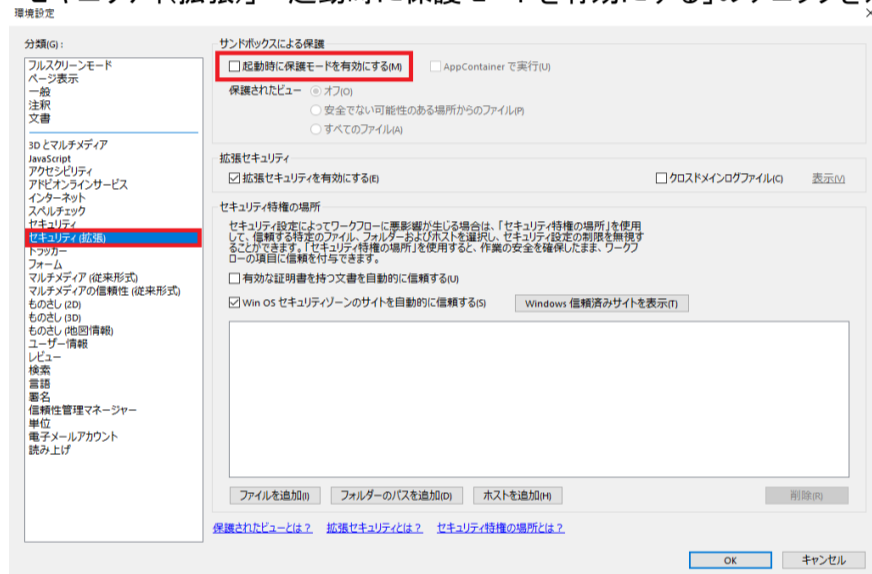 セキュリティ(拡張)」 起動時に保護モードを有効にする」のチェックを
環境設定
分類(G):
フルスクリーンモード
ページ表示
一般
注釈
文書
3D とマルチメディア
JavaScript
アクセシビリティ
アドビオンラインサービス
インターネット
スペルチェック
セキュリティ
セキュリティ (拡張)
トラッカー
フォーム
マルチメディア (従来形式)
マルチメディアの信頼性 (従来形式)
ものさし (2D)
ものさし (3D)
ものさし (地図情報)
ユーザー情報
レビュー
検索
言語
署名
信頼性管理マネージャー
単位
電子メールアカウント
読み上げ
サンドボックスによる保護
起動時に保護モードを有効にする(M) AppContainer で実行(U)
保護されたビュー オフ(O)
安全でない可能性のある場所からのファイル(P)
すべてのファイル(A)
拡張セキュリティ
拡張セキュリティを有効にする(E) クロスドメインログファイル(C) 表示(V)
セキュリティ特権の場所
セキュリティ設定によってワークフローに悪影響が生じる場合は、「セキュリティ特権の場所」を使用
して、信頼する特定のファイル、フォルダーおよびホストを選択し、セキュリティ設定の制限を無視す
ることができます。「セキュリティ特権の場所」を使用すると、作業の安全を確保したまま、ワークフ
ローの項目に信頼を付与できます。
有効な証明書を持つ文書を自動的に信頼する(U)
Win OS セキュリティゾーンのサイトを自動的に信頼する(S) Windows 信頼済みサイトを表示(T)
ファイルを追加(I) フォルダーのパスを追加(D) ホストを追加(H) 削除(R)
保護されたビューとは? 拡張セキュリティとは? セキュリティ特権の場所とは?
OK キャンセル